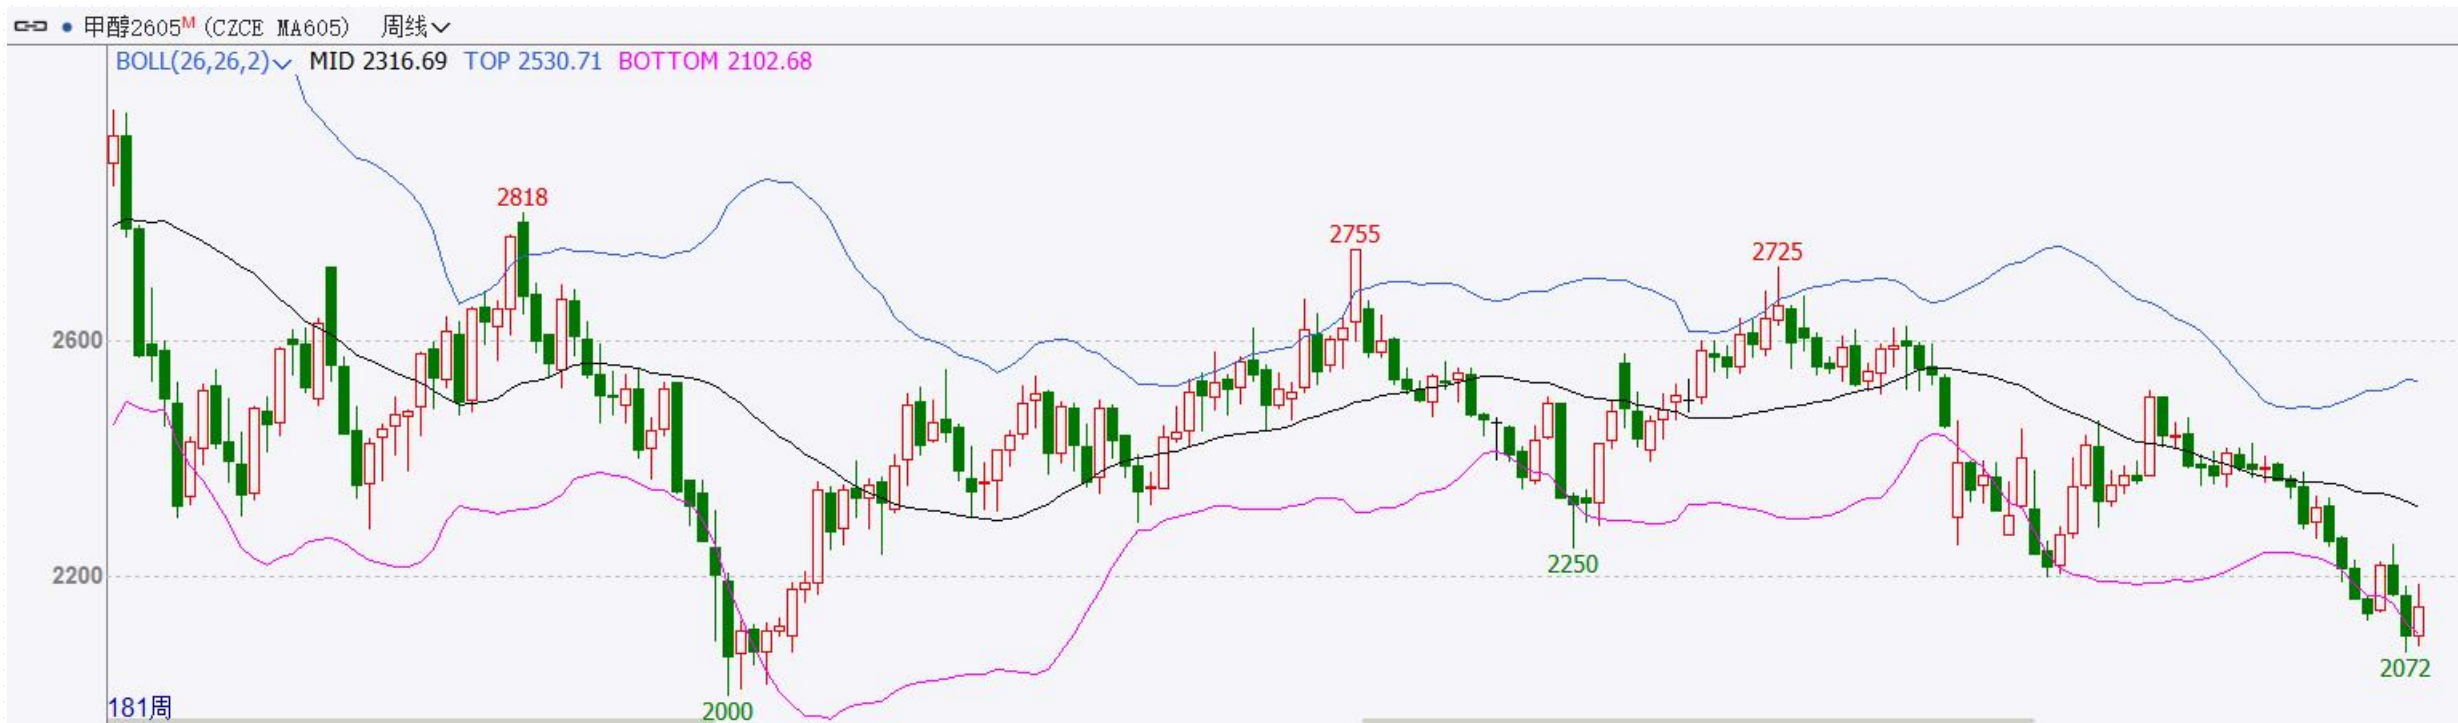 甲醇2605M (CZCE MA605) 周线
BOLL(26,26,2) MID 2316.69 TOP 2530.71 BOTTOM 2102.68
2818
2755
2725
2600
2250
2200
2072
2000
181周